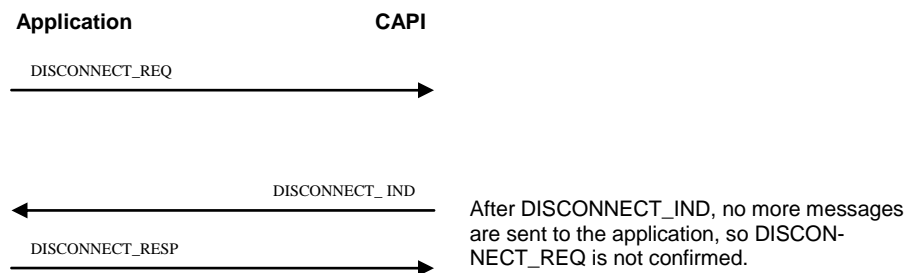 Application CAPI
DISCONNECT_REQ
DISCONNECT_ IND
After DISCONNECT_IND, no more messages
are sent to the application, so DISCON-
NECT_REQ is not confirmed.
DISCONNECT_RESP